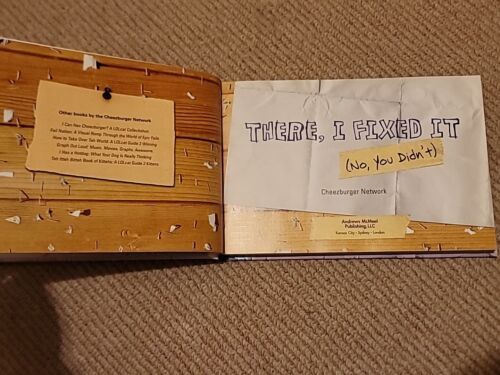 Other books by the Cheezburger Network
I Can Has Cheezburger?: A LOLcat Colleckshun
Fail Nation: A Visual Romp Through the World of Epic Fails
How to Take Over Teh Wurld: A LOLcat Guide 2 Winning
Graph Out Loud: Music. Movies. Graphs. Awesome.
I Has a Hotdog: What Your Dog Is Really Thinking
Teh Itteh Bitteh Book of Kittehs: A LOLcat Guide 2 Kittens
THERE, I FIXED IT
(No, You Didn't)
Cheezburger Network
Andrews McMeel
Publishing, LLC
Kansas City • Sydney • London